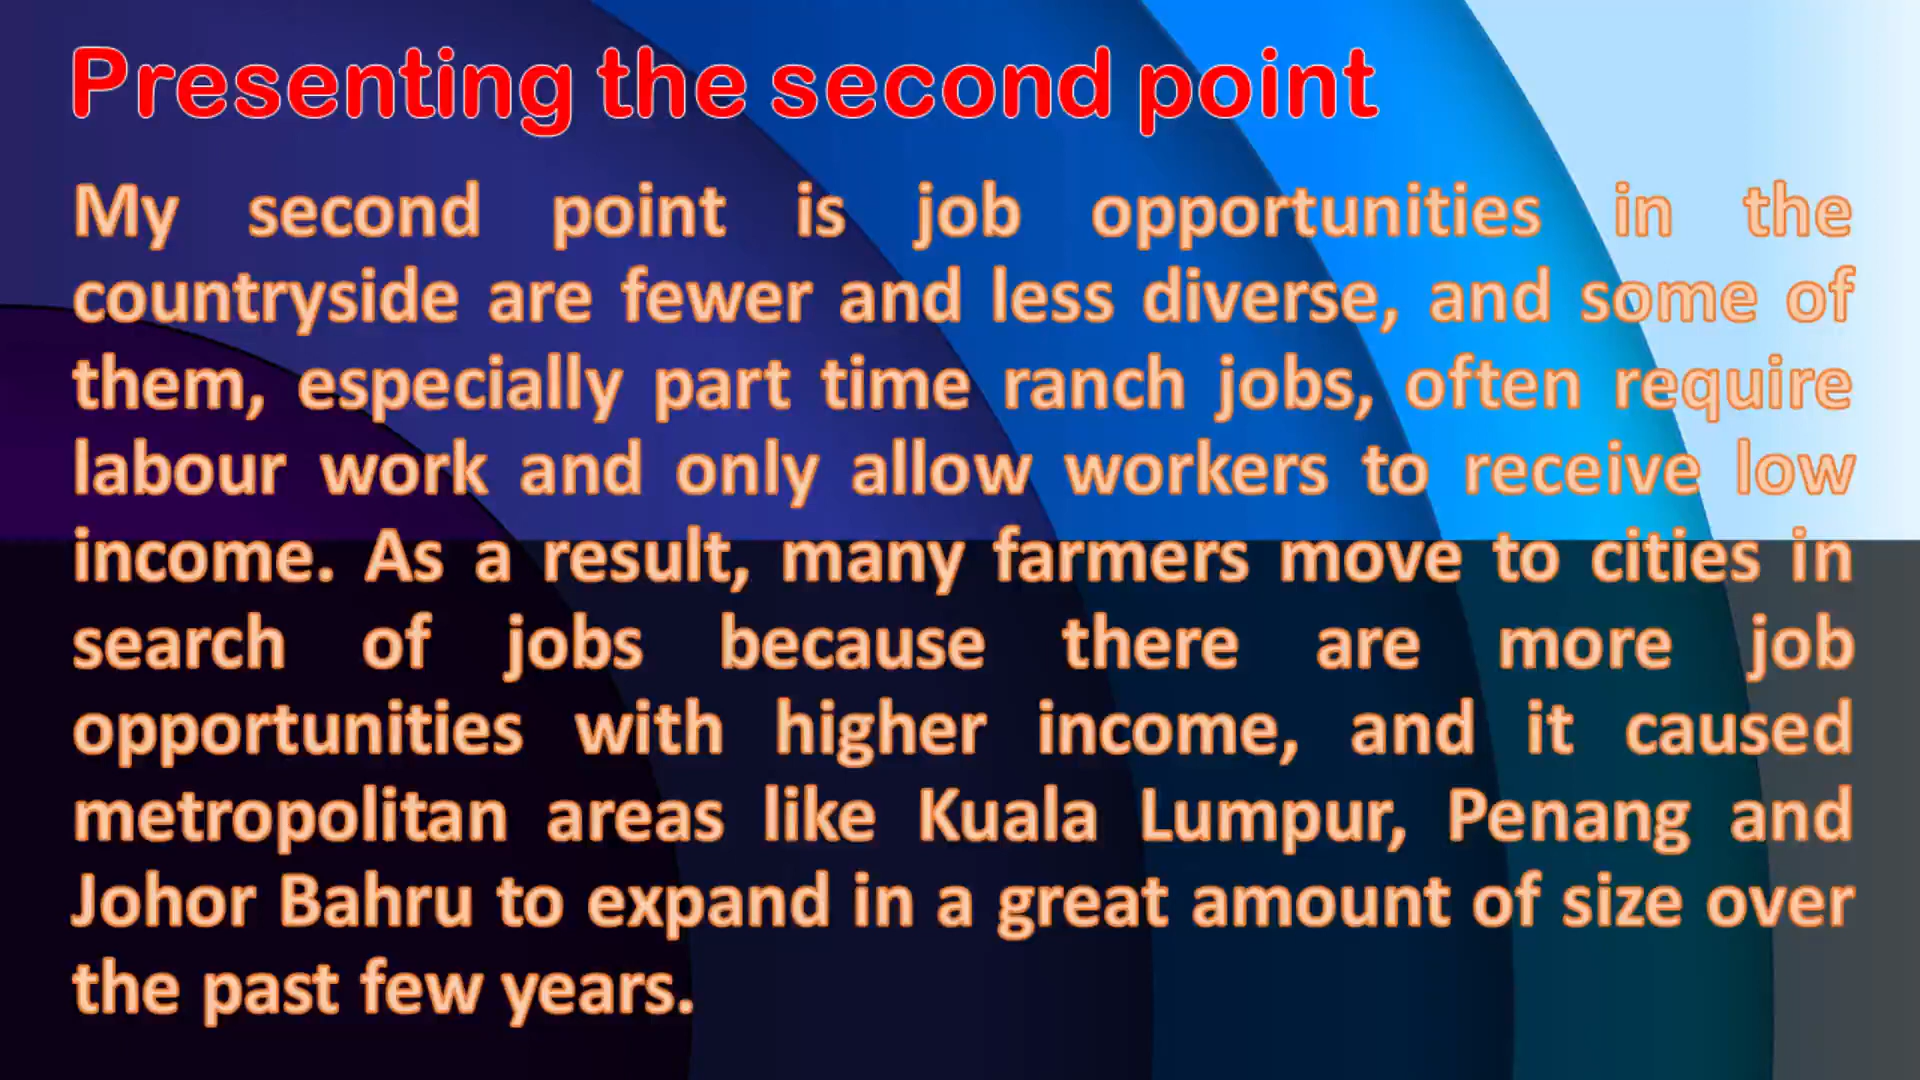 Presenting the second point
My second point is job opportunities in the
countryside are fewer and less diverse, and some of
them, especially part time ranch jobs, often require
labour work and only allow workers to receive low
income. As a result, many farmers move to cities in
search of jobs because there are more job
opportunities with higher income, and it caused
metropolitan areas like Kuala Lumpur, Penang and
Johor Bahru to expand in a great amount of size over
the past few years.